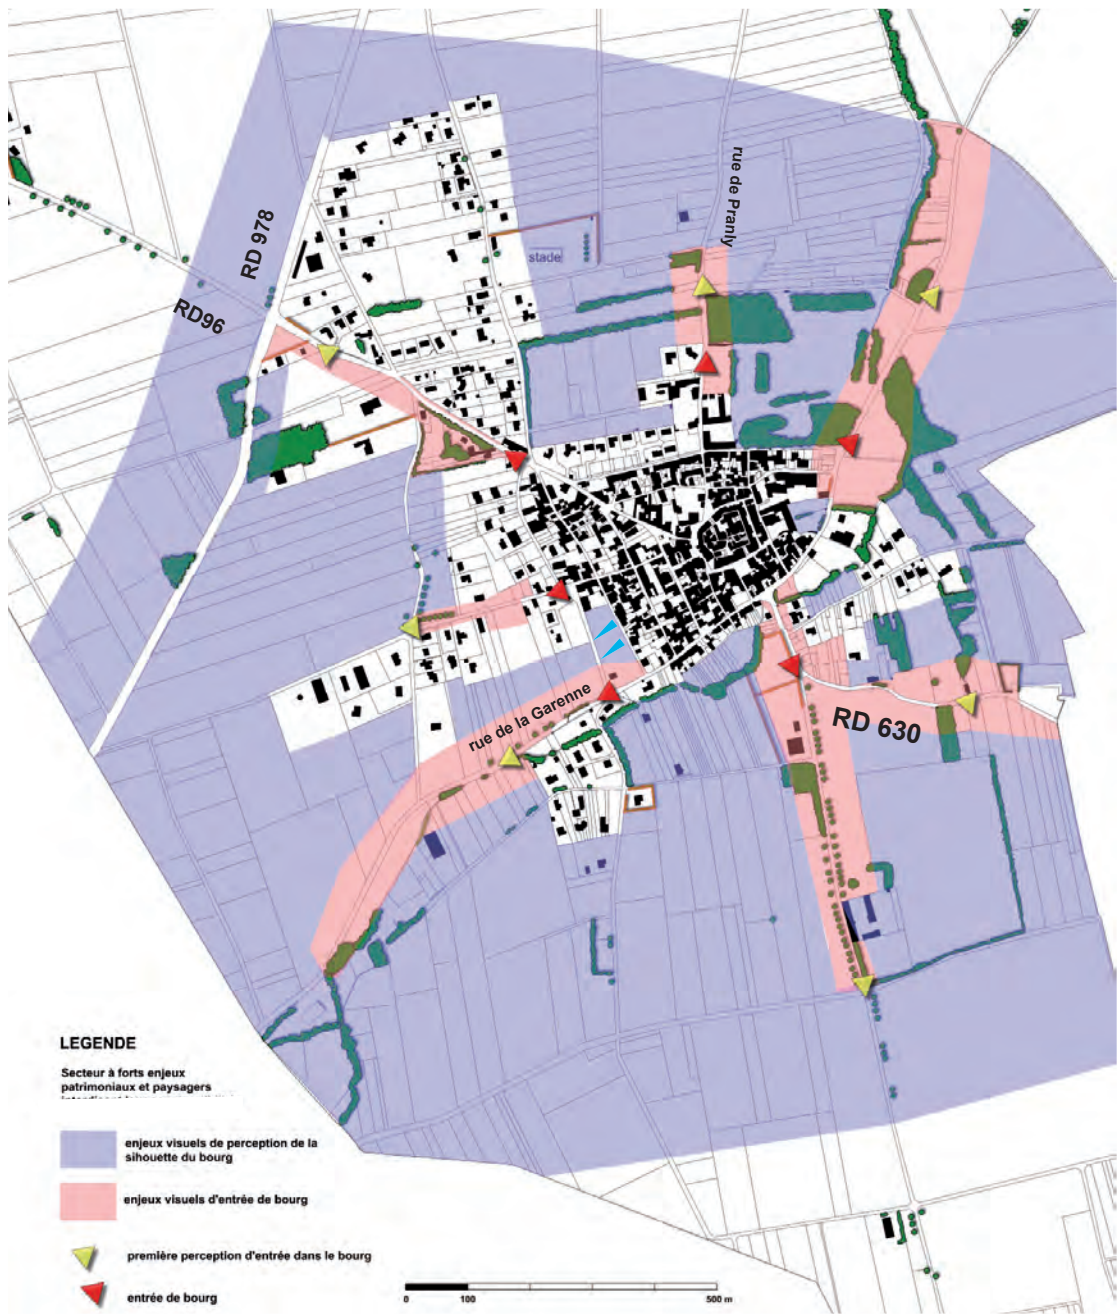 rue de Pranly
RD 978
stade
RD96
rue de la Garenne
RD 630
LEGENDE
Secteur à forts enjeux
patrimoniaux et paysagers
enjeux visuels de perception de la
sihouette du bourg
enjeux visuels d'entrée de bourg
première perception d'entrée dans le bourg
entrée de bourg
0 100 500 m